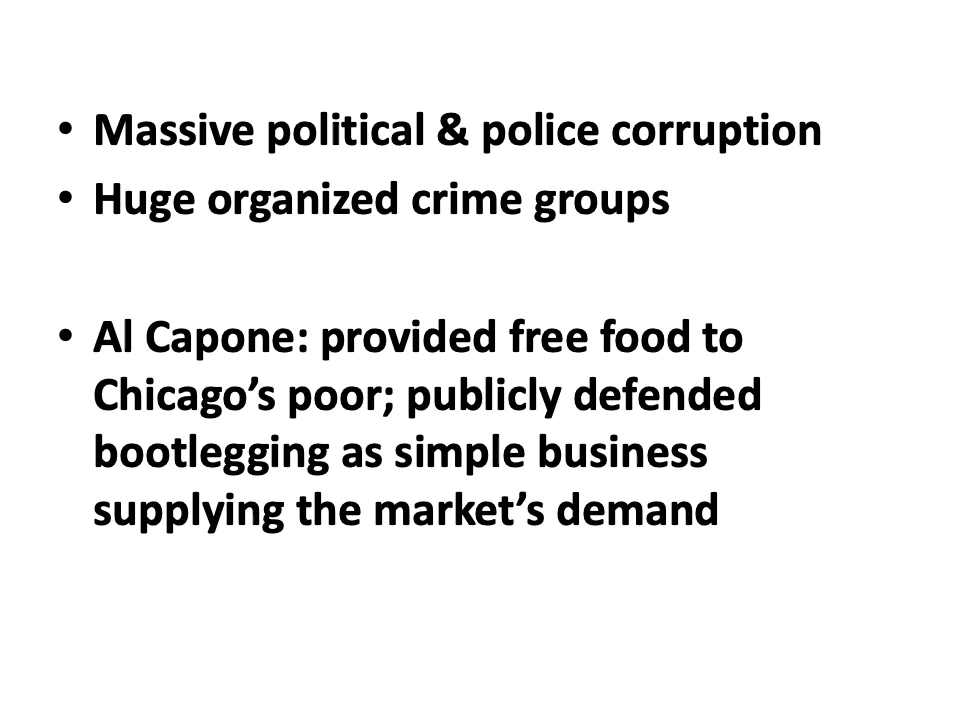 • Massive political & police corruption
• Huge organized crime groups
• Al Capone: provided free food to
Chicago’s poor; publicly defended
bootlegging as simple business
supplying the market’s demand